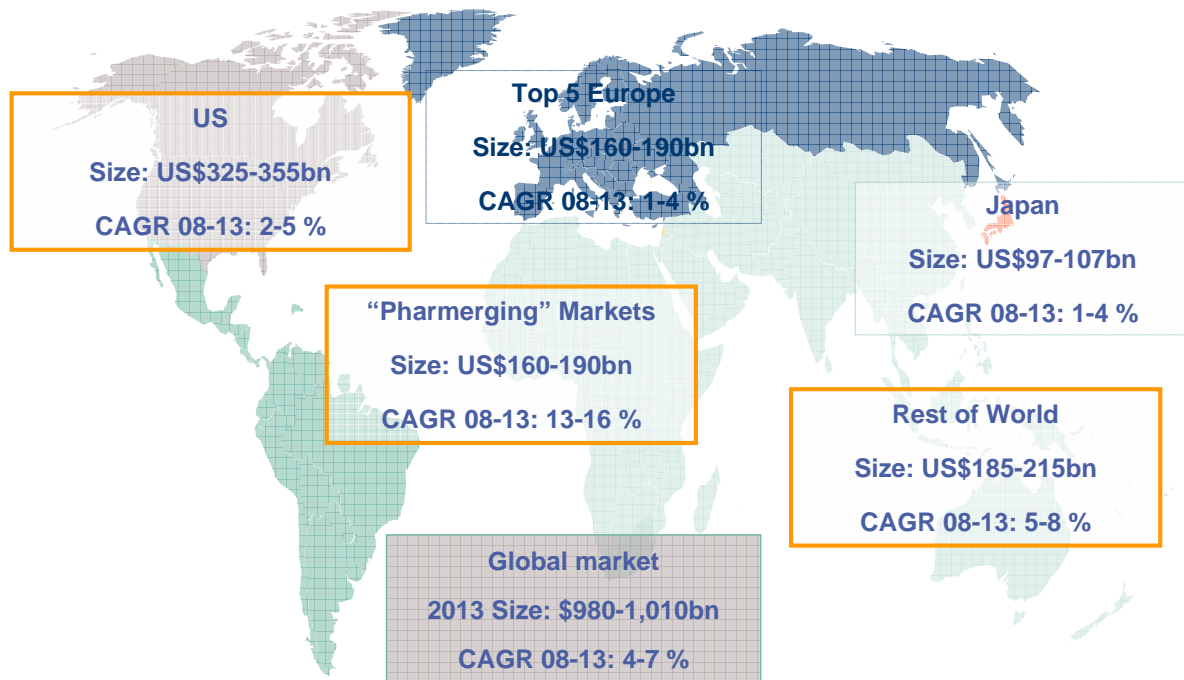 US
Size: US$325-355bn
CAGR 08-13: 2-5 %
Top 5 Europe
Size: US$160-190bn
CAGR 08-13: 1-4 %
Japan
Size: US$97-107bn
CAGR 08-13: 1-4 %
“Pharmerging” Markets
Size: US$160-190bn
CAGR 08-13: 13-16 %
Rest of World
Size: US$185-215bn
CAGR 08-13: 5-8 %
Global market
2013 Size: $980-1,010bn
CAGR 08-13: 4-7 %